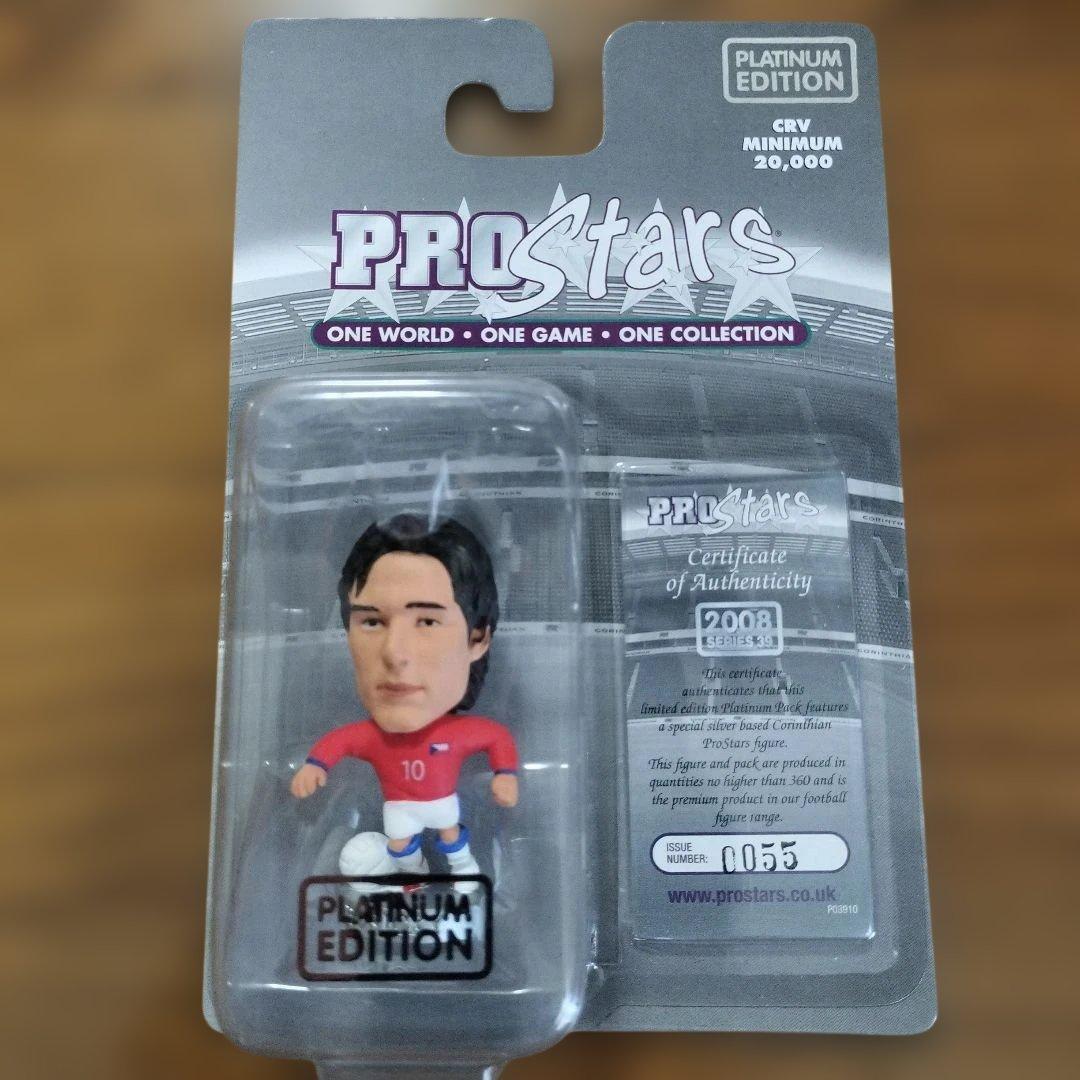 PLATINUM
EDITION
CRV
MINIMUM
20,000
PROStars®
ONE WORLD • ONE GAME • ONE COLLECTION
PROStars
Certificate
of Authenticity
2008
SERIES 39
This certificate
authenticates that this
limited edition Platinum Pack features
a special silver based Corinthian
ProStars figure.
This figure and pack are produced in
quantities no higher than 360 and is
the premium product in our football
figure range.
ISSUE
NUMBER: 0055
www.prostars.co.uk
P03910
10
PLATINUM
EDITION